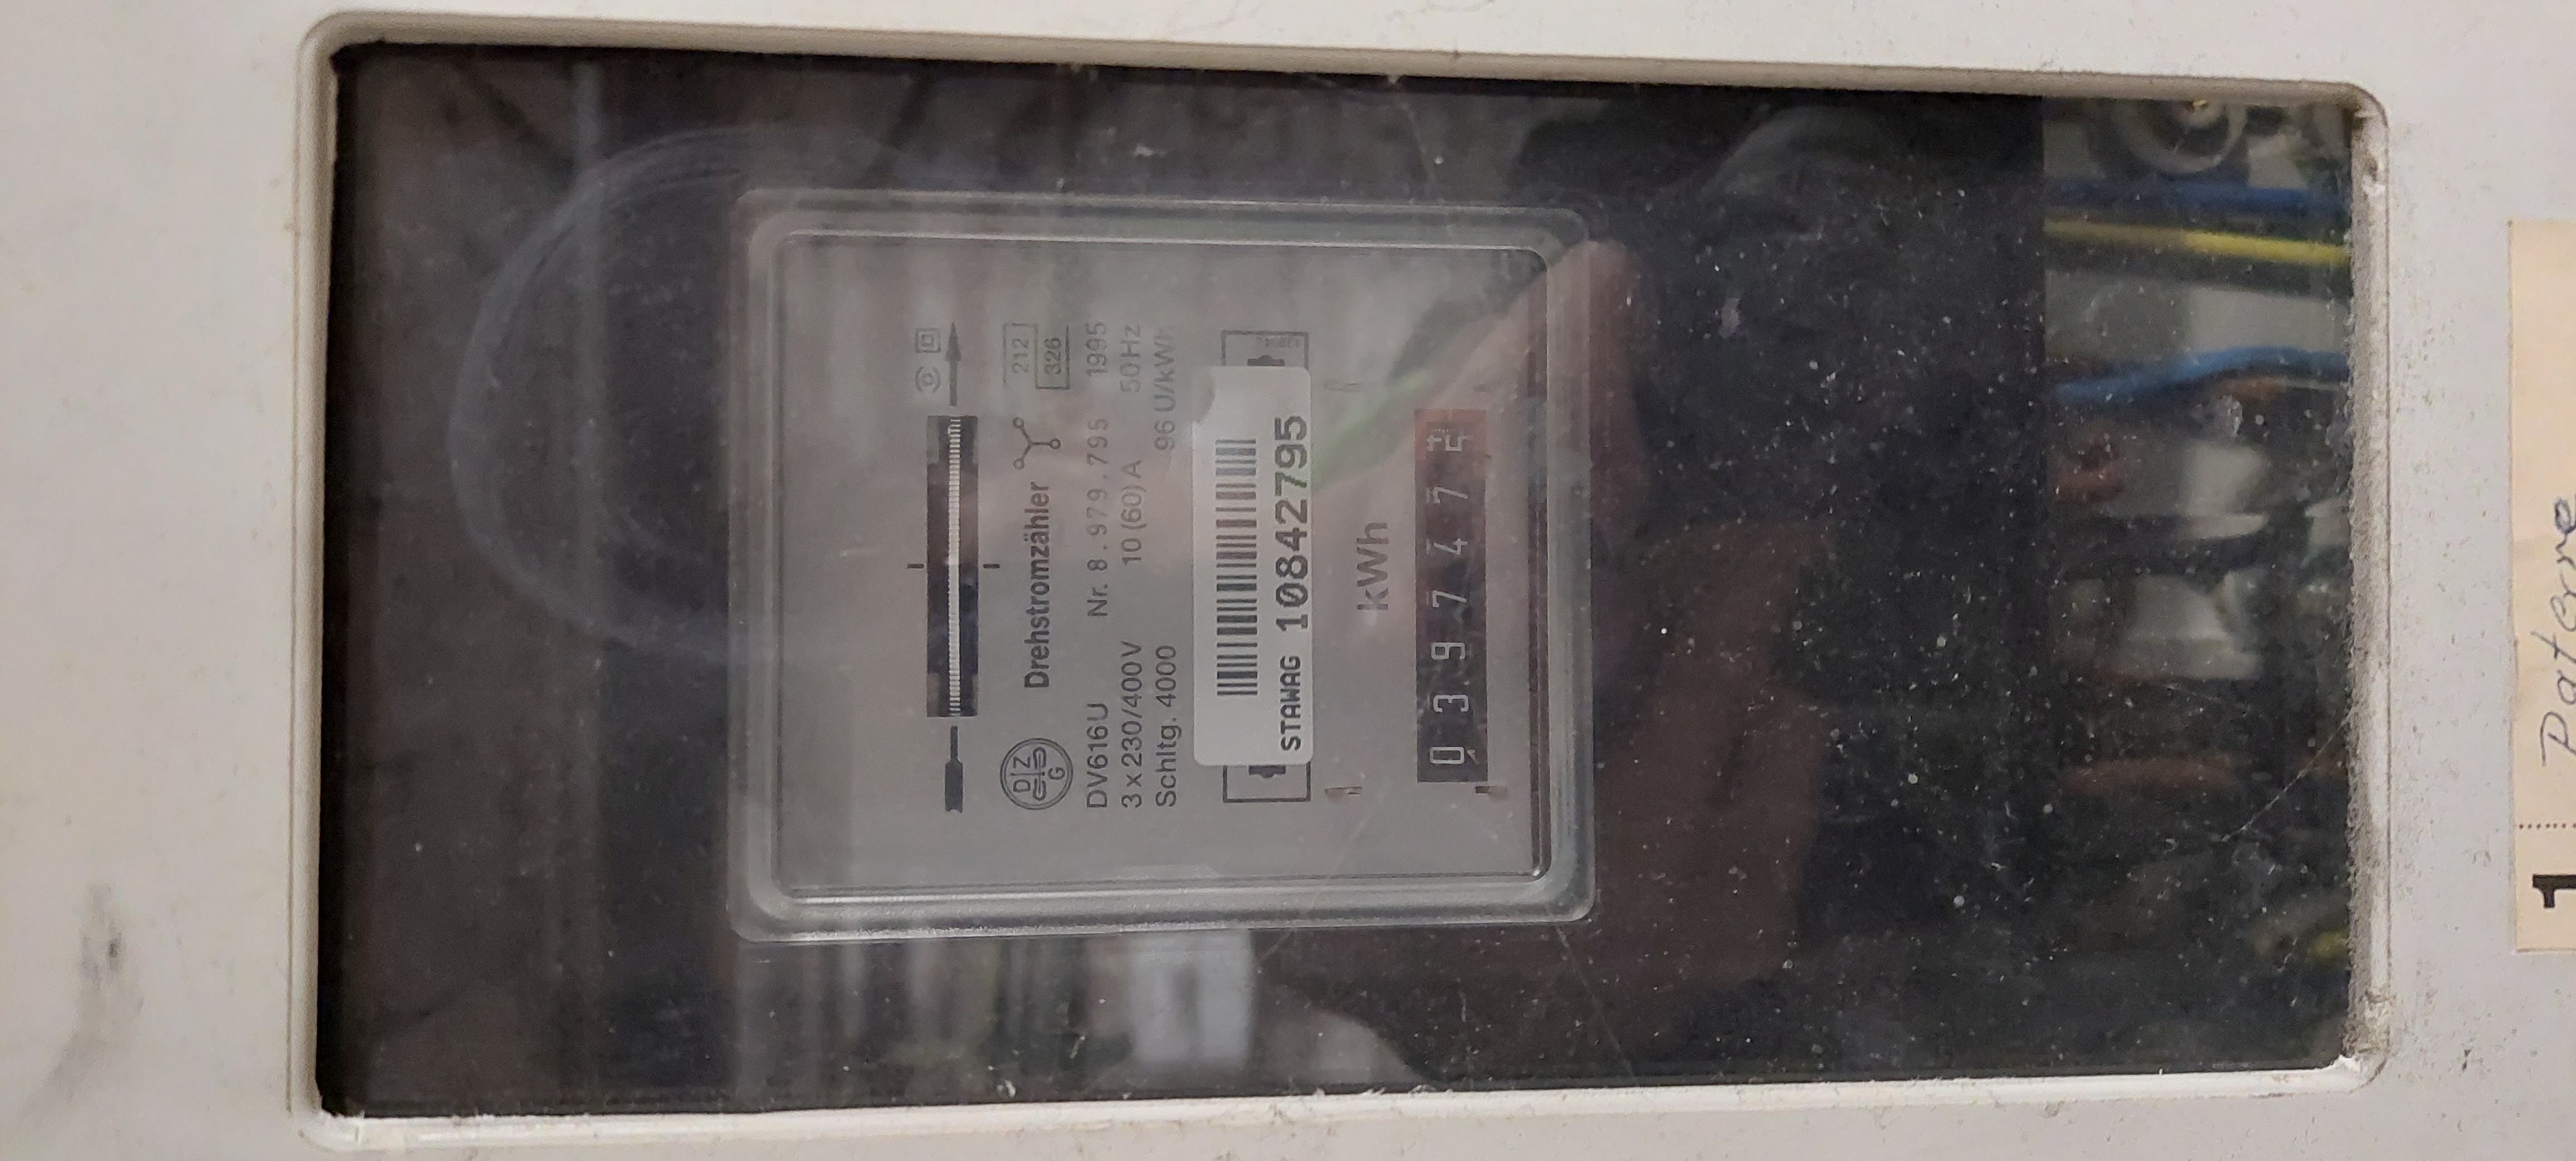 D Z
G
Drehstromzähler
212
326
DV616U Nr. 8.979.795 1995
3 x 230/400 V 10 (60) A 50 Hz
Schltg. 4000 96 U/kWh
STAWAG 10842795
kWh
0 3 9 7 4 7
1 Paterre